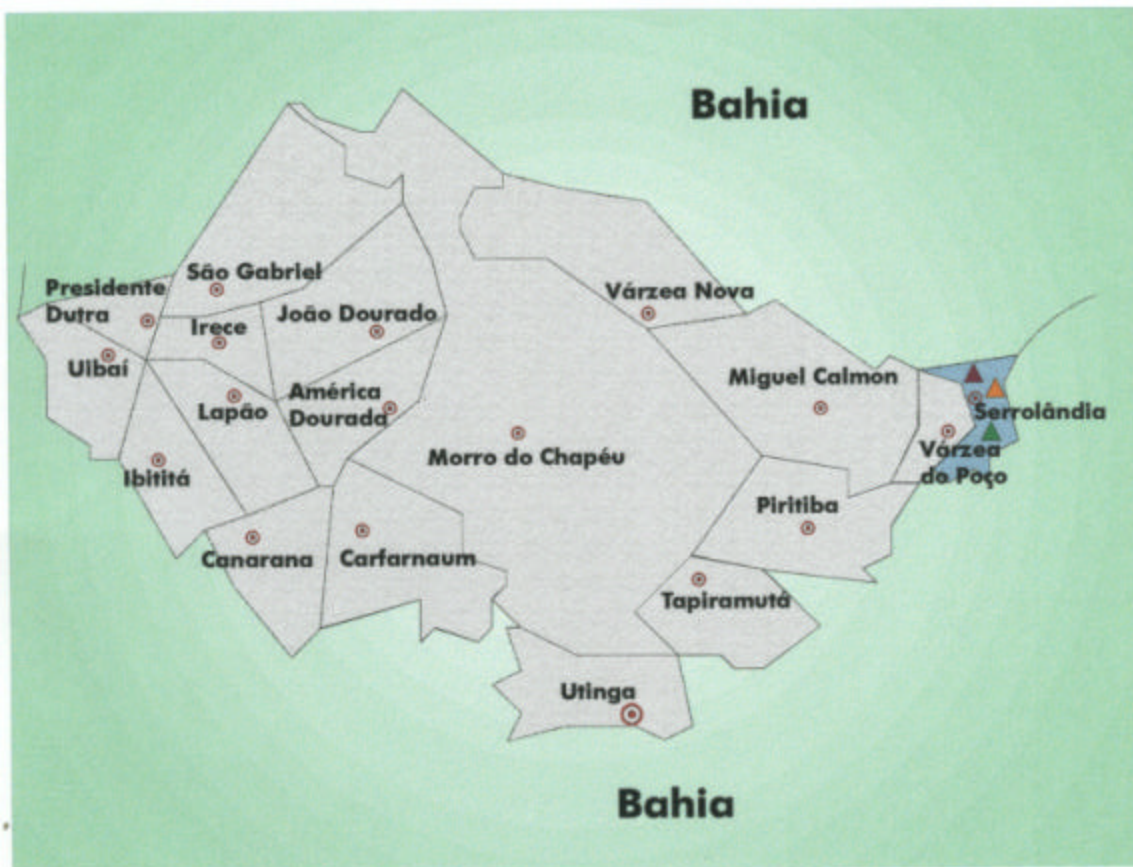 Bahia
São Gabriel
Presidente
Dutra
Várzea Nova
João Dourado
Irece
Uibaí
Miguel Calmon
América
Dourada
Lapão
Serrolândia
Várzea
do Poço
Morro do Chapéu
Ibititá
Piritiba
Canarana
Carfarnaum
Tapiramutá
Utinga
Bahia